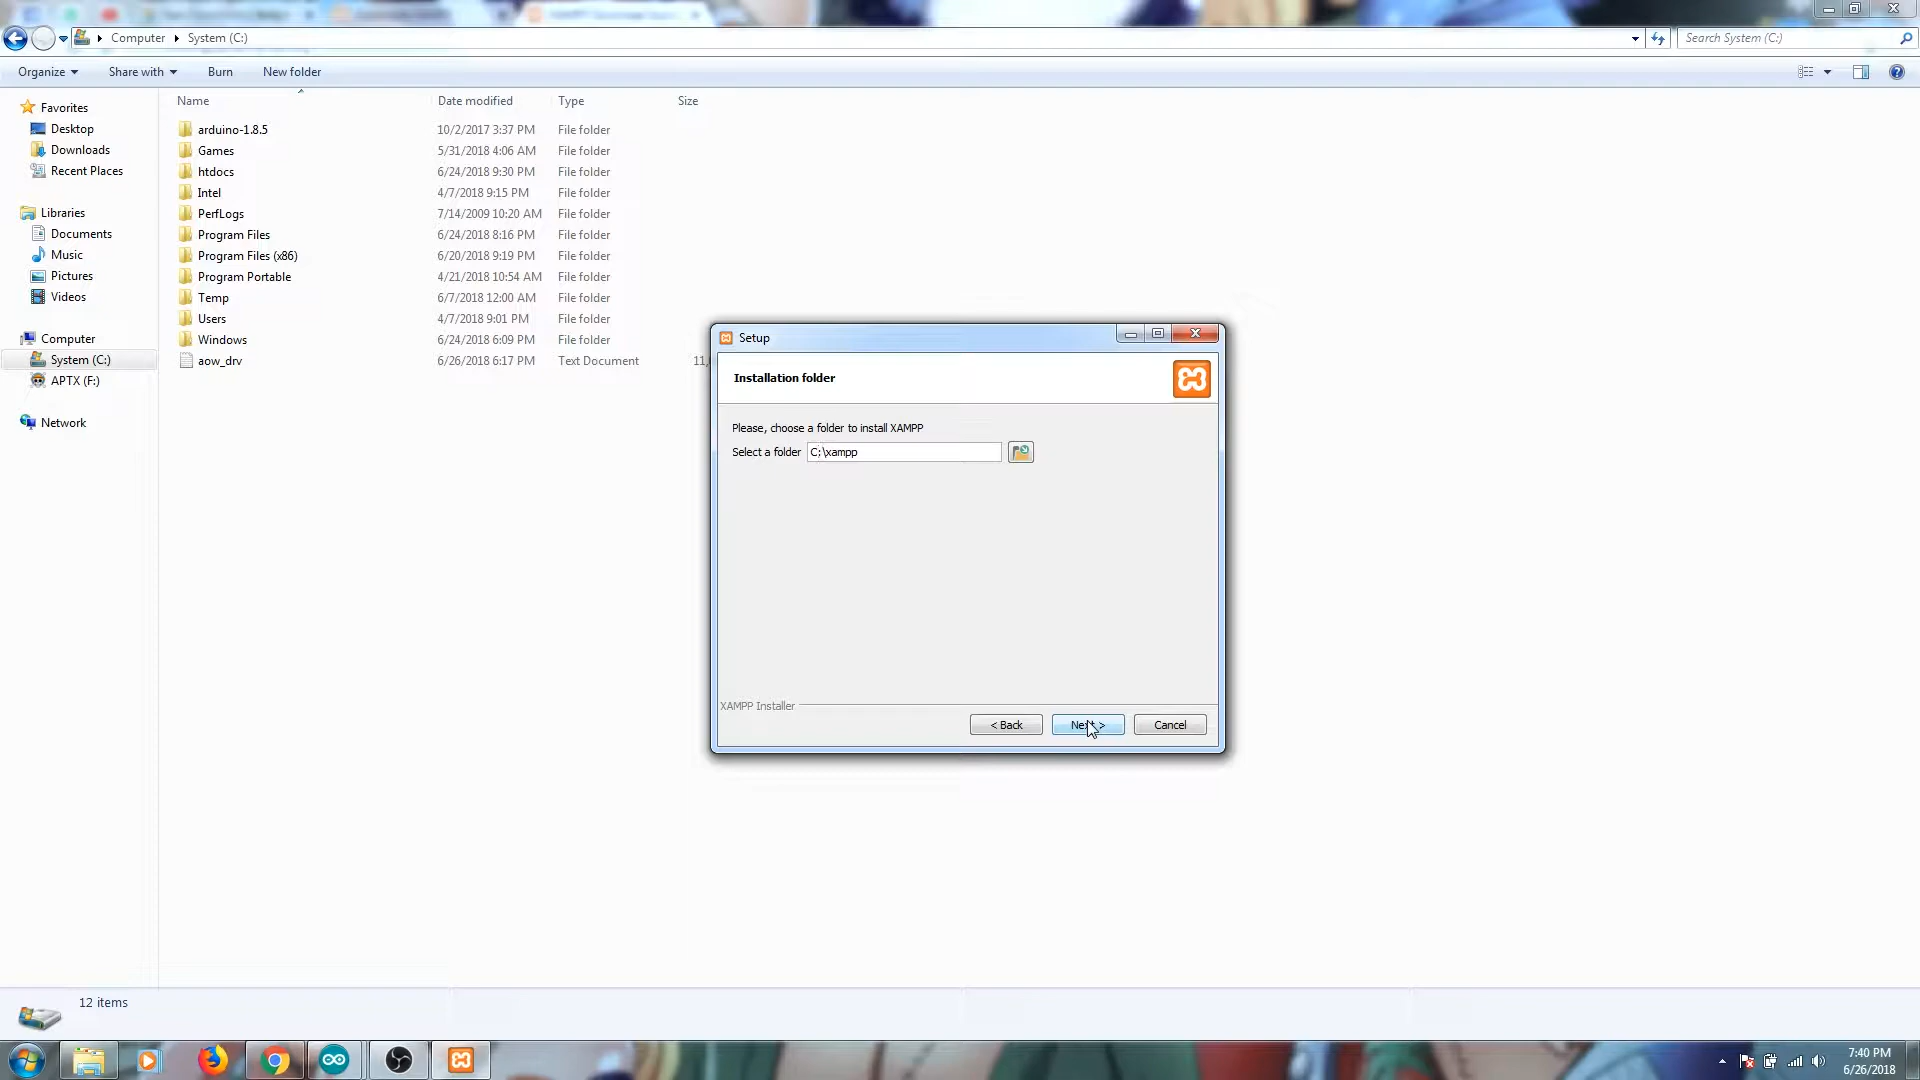 Computer ▸ System (C:)
Search System (C:)
Organize
Share with
Burn
New folder
Name
Date modified
Type
Size
Favorites
Desktop
Downloads
Recent Places
Libraries
Documents
Music
Pictures
Videos
Computer
System (C:)
APTX (F:)
Network
arduino-1.8.5 10/2/2017 3:37 PM File folder
Games 5/31/2018 4:06 AM File folder
htdocs 6/24/2018 9:30 PM File folder
Intel 4/7/2018 9:15 PM File folder
PerfLogs 7/14/2009 10:20 AM File folder
Program Files 6/24/2018 8:16 PM File folder
Program Files (x86) 6/20/2018 9:19 PM File folder
Program Portable 4/21/2018 10:54 AM File folder
Temp 6/7/2018 12:00 AM File folder
Users 4/7/2018 9:01 PM File folder
Windows 6/24/2018 6:09 PM File folder
aow_drv 6/26/2018 6:17 PM Text Document 11,
Setup
Installation folder
Please, choose a folder to install XAMPP
Select a folder C:\xampp
XAMPP Installer
< Back
Next >
Cancel
12 items
7:40 PM
6/26/2018